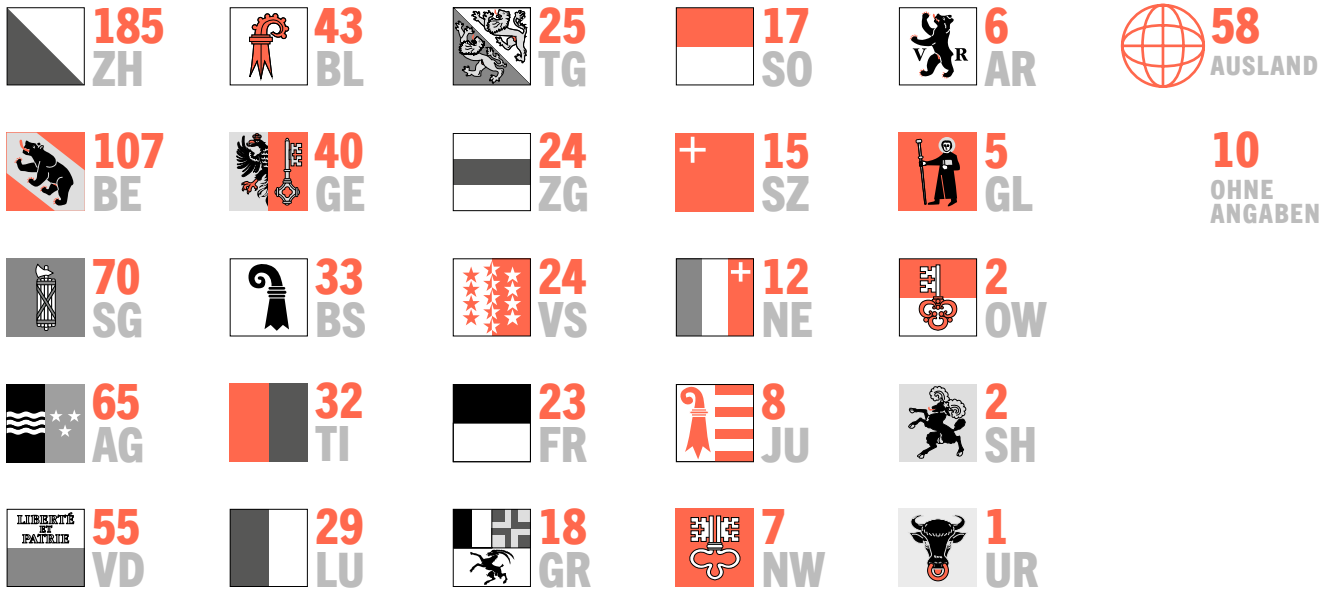 185
ZH
107
BE
70
SG
65
AG
LIBERTÉ
ET
PATRIE
55
VD
43
BL
40
GE
33
BS
32
TI
29
LU
25
TG
24
ZG
24
VS
23
FR
18
GR
17
SO
15
SZ
12
NE
8
JU
7
NW
V R
6
AR
5
GL
2
OW
2
SH
1
UR
58
AUSLAND
10
OHNE
ANGABEN